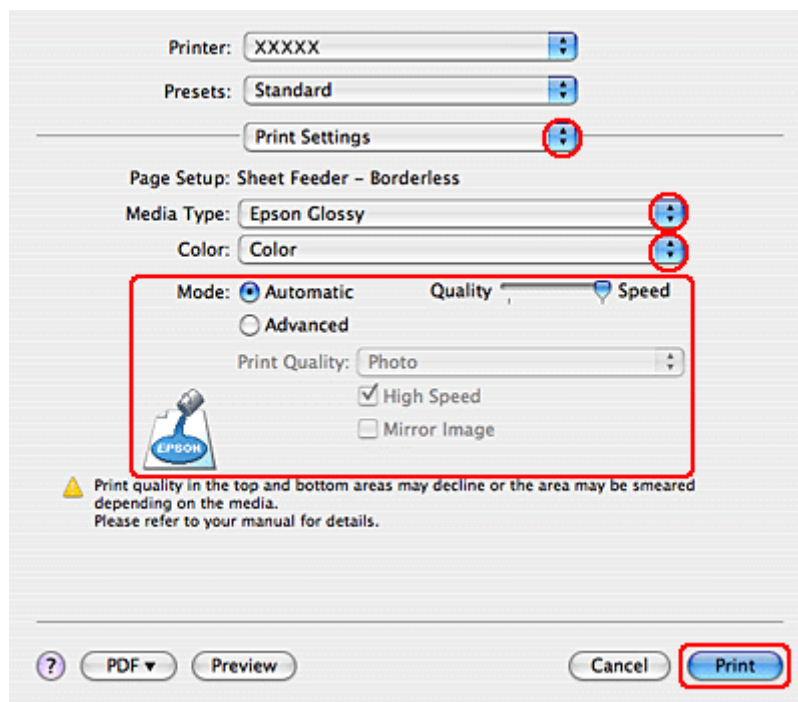 Printer: XXXXX
Presets: Standard
Print Settings
Page Setup: Sheet Feeder – Borderless
Media Type: Epson Glossy
Color: Color
Mode: Automatic Quality Speed
Advanced
Print Quality: Photo
High Speed
Mirror Image
EPSON
Print quality in the top and bottom areas may decline or the area may be smeared
depending on the media.
Please refer to your manual for details.
? PDF▼ Preview Cancel Print